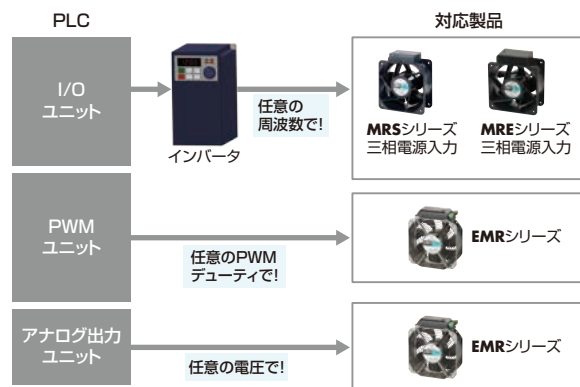 PLC
対応製品
I/O
ユニット
任意の
周波数で!
インバータ
MRSシリーズ
三相電源入力
MREシリーズ
三相電源入力
PWM
ユニット
任意のPWM
デューティで!
EMRシリーズ
アナログ出力
ユニット
任意の電圧で!
EMRシリーズ